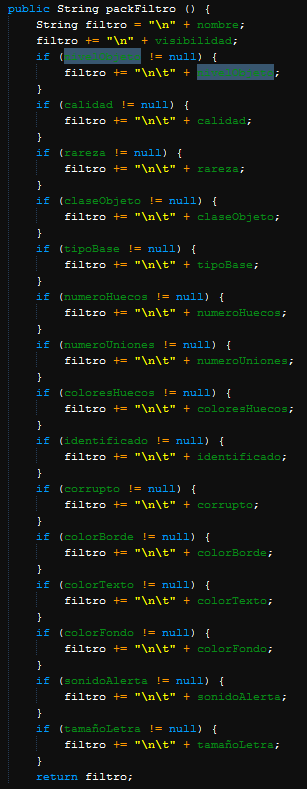 public String packFiltro () {
String filtro = "\n" + nombre;
filtro += "\n" + visibilidad;
if (nivelObjeto != null) {
filtro += "\n\t" + nivelObjeto;
}
if (calidad != null) {
filtro += "\n\t" + calidad;
}
if (rareza != null) {
filtro += "\n\t" + rareza;
}
if (claseObjeto != null) {
filtro += "\n\t" + claseObjeto;
}
if (tipoBase != null) {
filtro += "\n\t" + tipoBase;
}
if (numeroHuecos != null) {
filtro += "\n\t" + numeroHuecos;
}
if (numeroUniones != null) {
filtro += "\n\t" + numeroUniones;
}
if (coloresHuecos != null) {
filtro += "\n\t" + coloresHuecos;
}
if (identificado != null) {
filtro += "\n\t" + identificado;
}
if (corrupto != null) {
filtro += "\n\t" + corrupto;
}
if (colorBorde != null) {
filtro += "\n\t" + colorBorde;
}
if (colorTexto != null) {
filtro += "\n\t" + colorTexto;
}
if (colorFondo != null) {
filtro += "\n\t" + colorFondo;
}
if (sonidoAlerta != null) {
filtro += "\n\t" + sonidoAlerta;
}
if (tamañoLetra != null) {
filtro += "\n\t" + tamañoLetra;
}
return filtro;